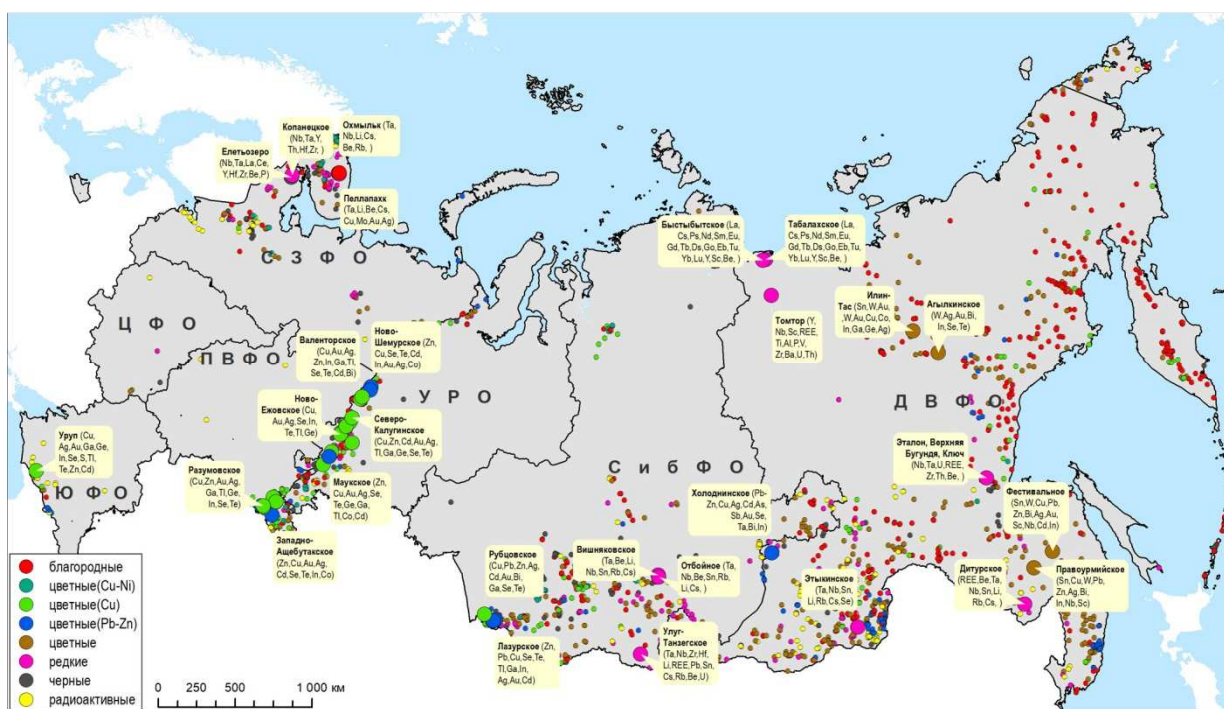 Копанецкое
(Nb,Ta,Y,
Th,Hf,Zr, )
Охмыльк (Ta,
Nb,Li,Cs,
Be,Rb, )
Елетьозеро
(Nb,Ta,La,Ce,
Y,Hf,Zr,Be,P)
Пеллапахк
(Ta,Li,Be,Cs,
Cu,Mo,Au,Ag)
СЗФО
ЦФО
ПВФО
УРО
ЮФО
СибФО
ДВФО
Быстыбытское (La,
Cs,Ps,Nd,Sm,Eu,
Gd,Tb,Ds,Go,Eb,Tu,
Yb,Lu,Y,Sc,Be, )
Табалахское (La,
Cs,Ps,Nd,Sm,Eu,
Gd,Tb,Ds,Go,Eb,Tu,
Yb,Lu,Y,Sc,Be, )
Томтор (Y,
Nb,Sc,REE,
Ti,Al,P,V,
Zr,Ba,U,Th)
Илин-
Тас (Sn,W,Au,
,W,Au,Cu,Co,
In,Ga,Ge,Ag)
Агылкинское
(W,Ag,Au,Bi,
In,Se,Te)
Валенторское
(Cu,Au,Ag,
Zn,In,Ga,Tl,
Se,Te,Cd,Bi)
Ново-
Шемурское (Zn,
Cu,Se,Te,Cd,
In,Au,Ag,Co)
Ново-
Ежовское (Cu,
Au,Ag,Se,In,
Te,Tl,Ge)
Северо-
Калугинское
(Cu,Zn,Cd,Au,Ag,
Tl,Ga,Ge,Se,Te)
Уруп (Cu,
Ag,Au,Ga,Ge,
In,Se,S,Tl,
Te,Zn,Cd)
Разумовское
(Cu,Zn,Au,Ag,
Ga,Tl,Ge,
In,Se,Te)
Маукское (Zn,
Cu,Au,Ag,Se,
Te,Ge,Ga,
Tl,Co,Cd)
Западно-
Ащебутакское
(Zn,Cu,Au,Ag,
Cd,Se,Te,In,Co)
Рубцовское
(Cu,Pb,Zn,Ag,
Cd,Au,Bi,
Ga,Se,Te)
Лазурское (Zn,
Pb,Cu,Se,Te,
Tl,Ga,In,
Ag,Au,Cd)
Вишняковское
(Ta,Be,Li,
Nb,Sn,Rb,Cs)
Отбойное (Ta,
Nb,Be,Sn,Rb,
Li,Cs, )
Улуг-
Танзегское
(Ta,Nb,Zr,Hf,
Li,REE,Pb,Sn,
Cs,Rb,Be,U)
Холоднинское (Pb-
Zn,Cu,Ag,Cd,As,
Sb,Au,Se,
Ta,Bi,In)
Этыкинское
(Ta,Nb,Sn,
Li,Rb,Cs,Se)
Эталон, Верхняя
Бугундя, Ключ
(Nb,Ta,U,REE,
Zr,Th,Be, )
Фестивальное
(Sn,W,Cu,Pb,
Zn,Bi,Ag,Au,
Sc,Nb,Cd,In)
Дитурское
(REE,Be,Ta,
Nb,Sn,Li,
Rb,Cs, )
Правоурмийское
(Sn,Cu,W,Pb,
Zn,Ag,Bi,
In,Nb,Sc)
благородные
цветные(Cu-Ni)
цветные(Cu)
цветные(Pb-Zn)
цветные
редкие
черные
радиоактивные
0 250 500 1 000 км